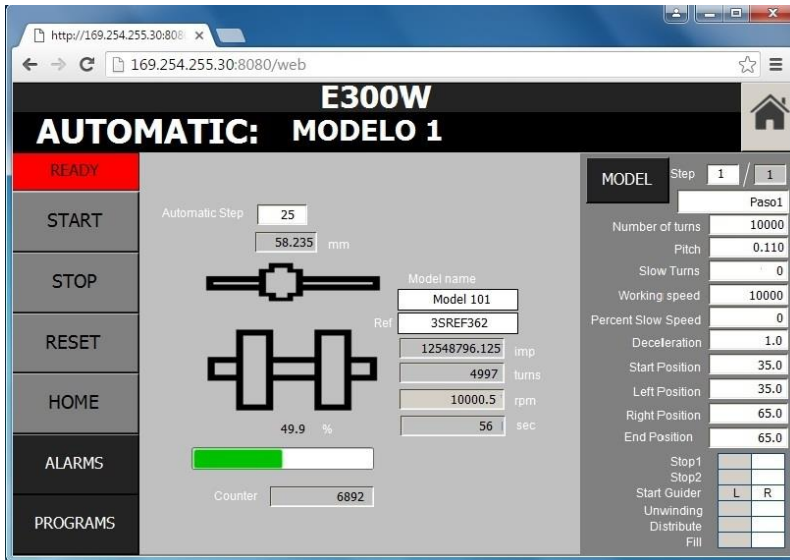 http://169.254.255.30:808
169.254.255.30:8080/web
E300W
AUTOMATIC: MODELO 1
READY
START
STOP
RESET
HOME
ALARMS
PROGRAMS
Automatic Step 25
58.235 mm
Model name
Model 101
Ref 3SREF362
12548796.125 imp
4997 turns
10000.5 rpm
56 sec
49.9 %
Counter 6892
MODEL Step 1 / 1
Paso1
Number of turns 10000
Pitch 0.110
Slow Turns 0
Working speed 10000
Percent Slow Speed 0
Decelleration 1.0
Start Position 35.0
Left Position 35.0
Right Position 65.0
End Position 65.0
Stop1
Stop2
Start Guider L R
Unwinding
Distribute
Fill